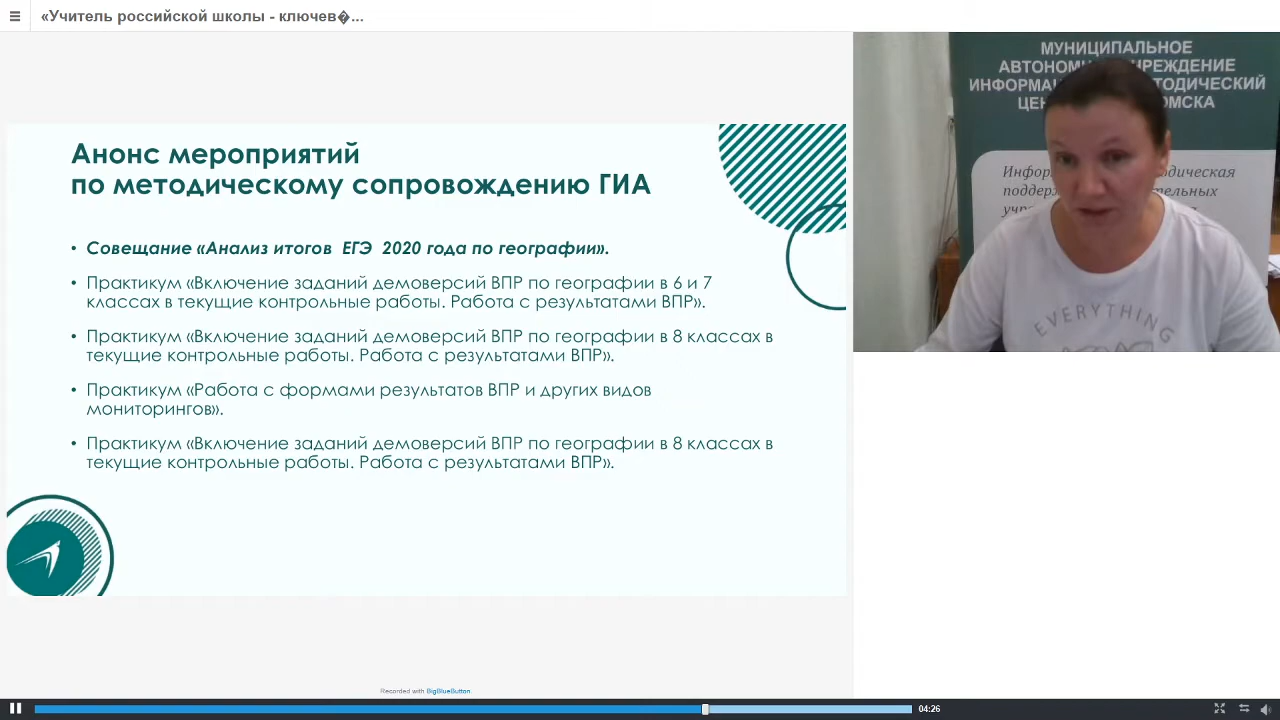 «Учитель российской школы - ключев�...
Анонс мероприятий
по методическому сопровождению ГИА
• Совещание «Анализ итогов ЕГЭ 2020 года по географии».
• Практикум «Включение заданий демоверсий ВПР по географии в 6 и 7
классах в текущие контрольные работы. Работа с результатами ВПР».
• Практикум «Включение заданий демоверсий ВПР по географии в 8 классах в
текущие контрольные работы. Работа с результатами ВПР».
• Практикум «Работа с формами результатов ВПР и других видов
мониторингов».
• Практикум «Включение заданий демоверсий ВПР по географии в 8 классах в
текущие контрольные работы. Работа с результатами ВПР».
МУНИЦИПАЛЬНОЕ
АВТОНОМ РЕЖДЕНИЕ
ИНФОРМА ТОДИЧЕСКИЙ
ЦЕ ОМСКА
Инфор одическая
поддер тельных
учр
EVERYTHING
Recorded with BigBlueButton.
04:26